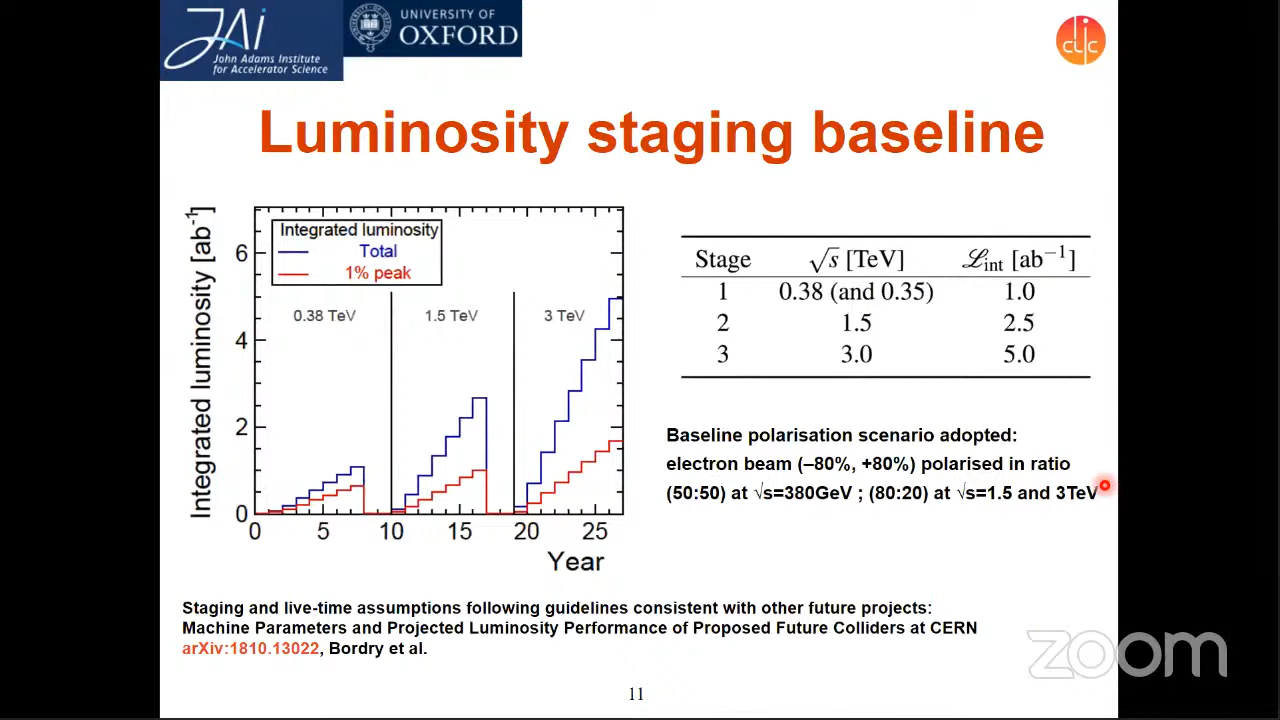 JAi
John Adams Institute
for Accelerator Science
UNIVERSITY OF
OXFORD
clic
Luminosity staging baseline
Integrated luminosity [ab⁻¹]
6
4
2
0
Integrated luminosity
Total
1% peak
0.38 TeV
1.5 TeV
3 TeV
0 5 10 15 20 25
Year
Stage √s [TeV] ℒint [ab⁻¹]
1 0.38 (and 0.35) 1.0
2 1.5 2.5
3 3.0 5.0
Baseline polarisation scenario adopted:
electron beam (–80%, +80%) polarised in ratio
(50:50) at √s=380GeV ; (80:20) at √s=1.5 and 3TeV
Staging and live-time assumptions following guidelines consistent with other future projects:
Machine Parameters and Projected Luminosity Performance of Proposed Future Colliders at CERN
arXiv:1810.13022, Bordry et al.
zoom
11